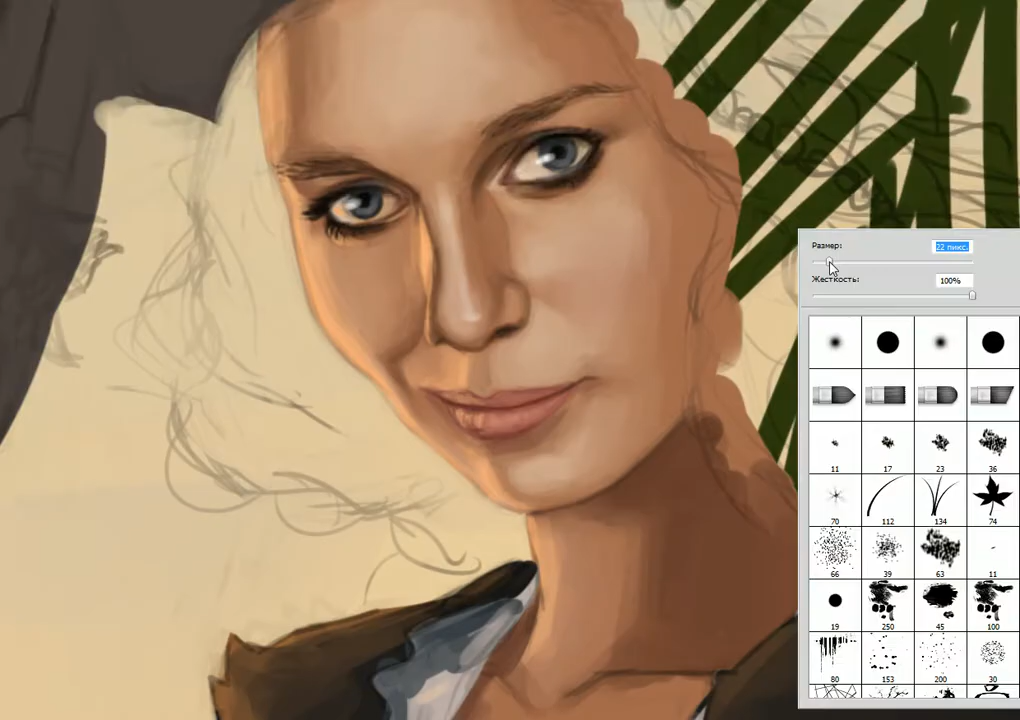 Размер:
22 пикс.
Жесткость:
100%
11 17 23 36
70 112 134 74
66 39 63 11
19 250 45 100
80 153 200 30